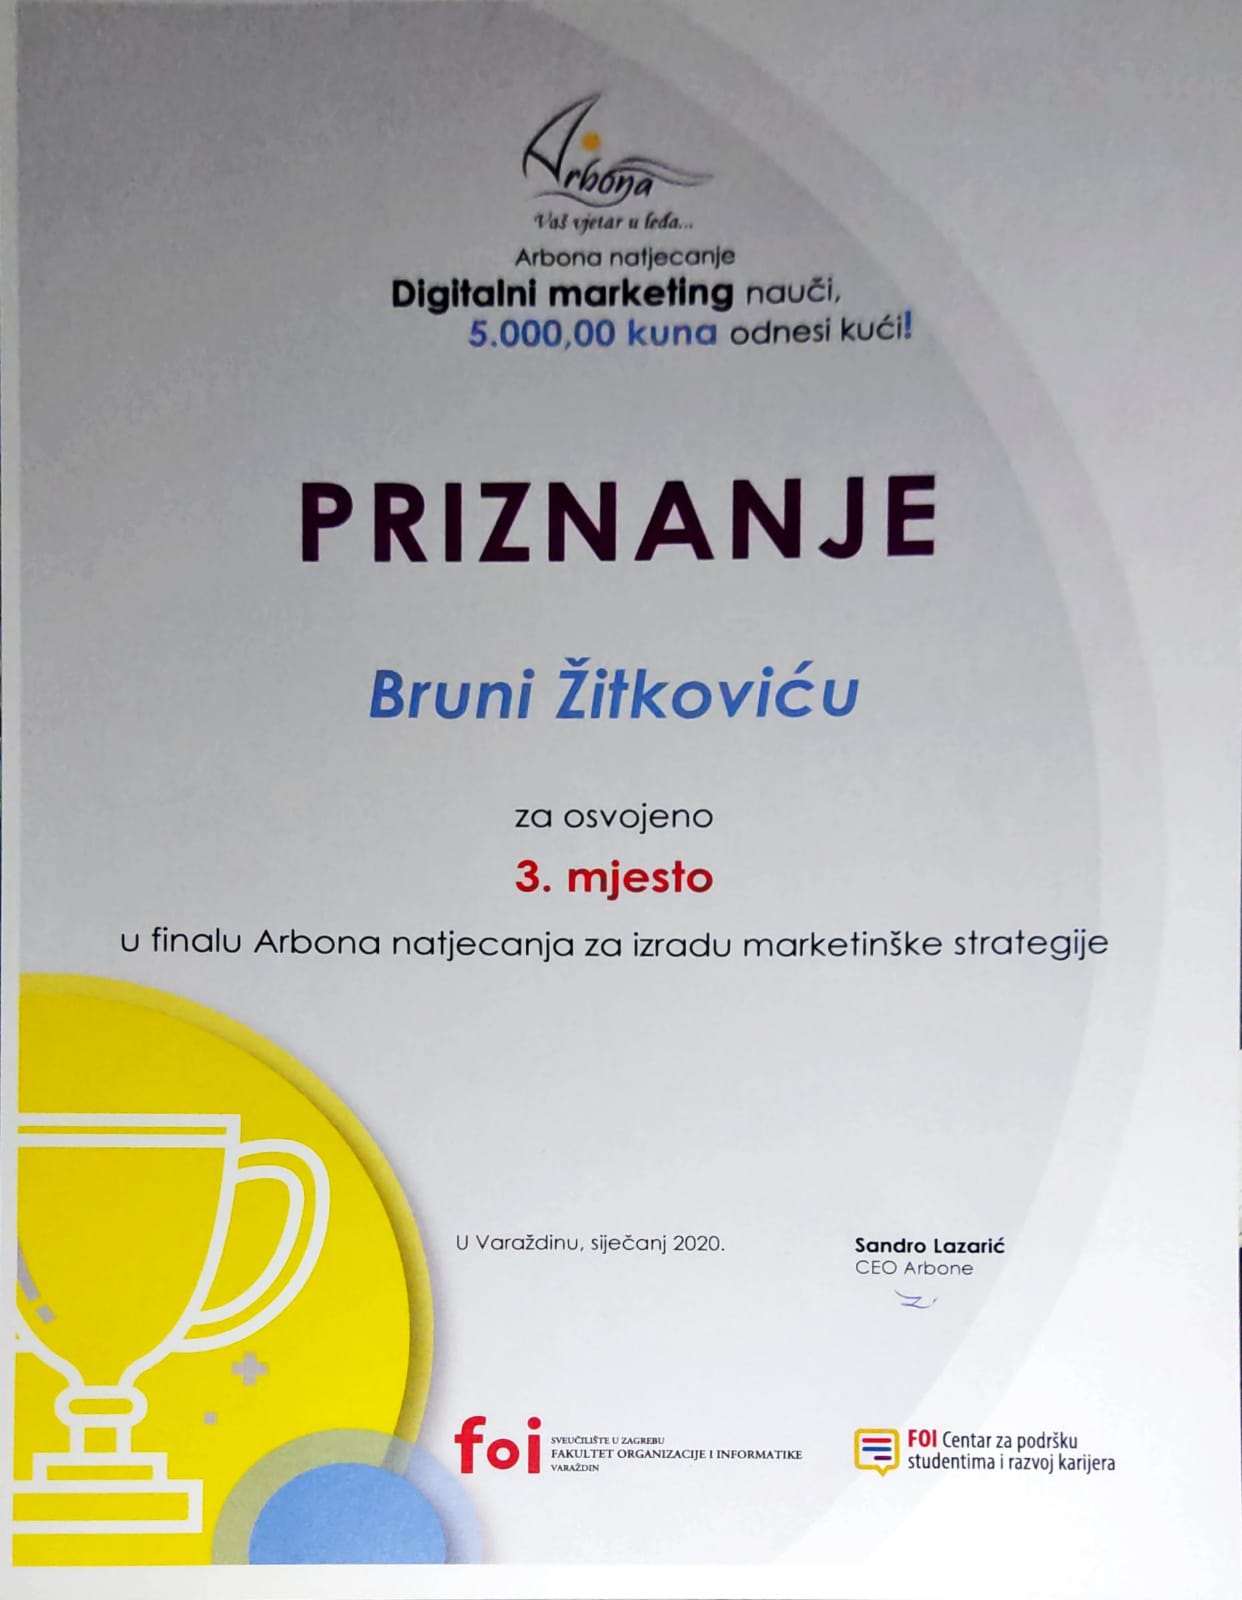 Arbona
Vaš vjetar u leđa...
Arbona natjecanje
Digitalni marketing nauči,
5.000,00 kuna odnesi kući!
PRIZNANJE
Bruni Žitkoviću
za osvojeno
3. mjesto
u finalu Arbona natjecanja za izradu marketinške strategije
U Varaždinu, siječanj 2020.
Sandro Lazarić
CEO Arbone
foi
SVEUČILIŠTE U ZAGREBU
FAKULTET ORGANIZACIJE I INFORMATIKE
VARAŽDIN
FOI Centar za podršku
studentima i razvoj karijera